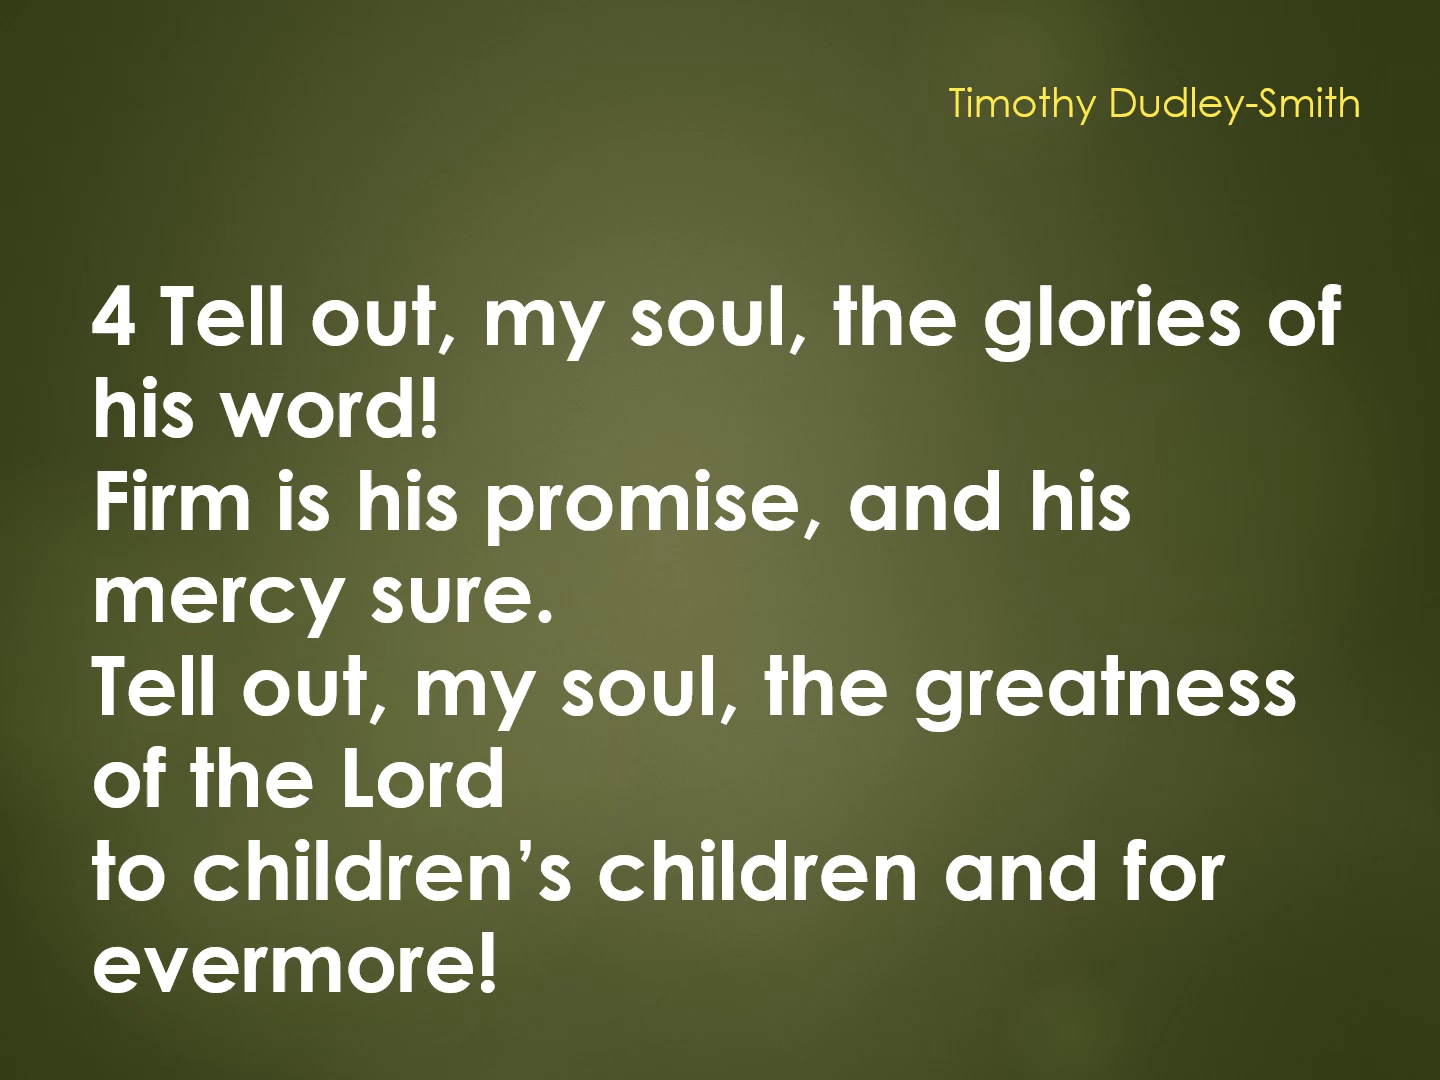 Timothy Dudley-Smith
4 Tell out, my soul, the glories of
his word!
Firm is his promise, and his
mercy sure.
Tell out, my soul, the greatness
of the Lord
to children’s children and for
evermore!